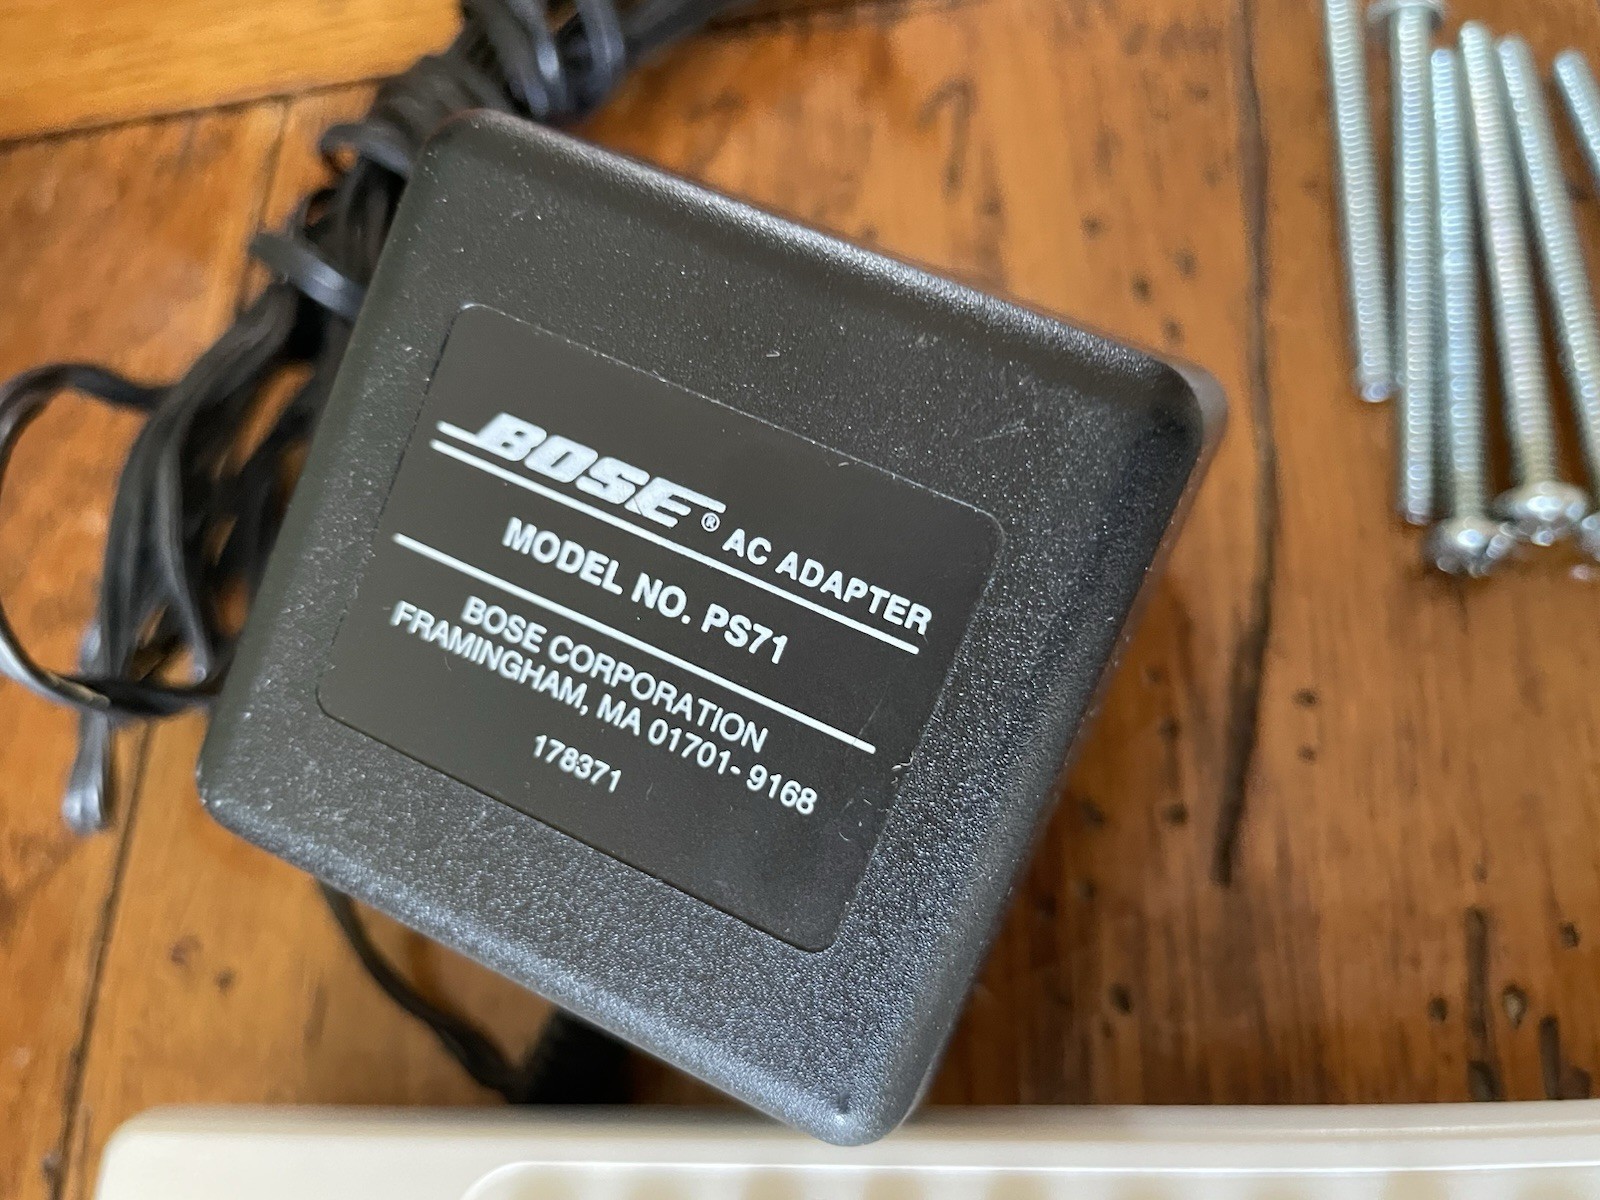 BOSE® AC ADAPTER
MODEL NO. PS71
BOSE CORPORATION
FRAMINGHAM, MA 01701- 9168
178371